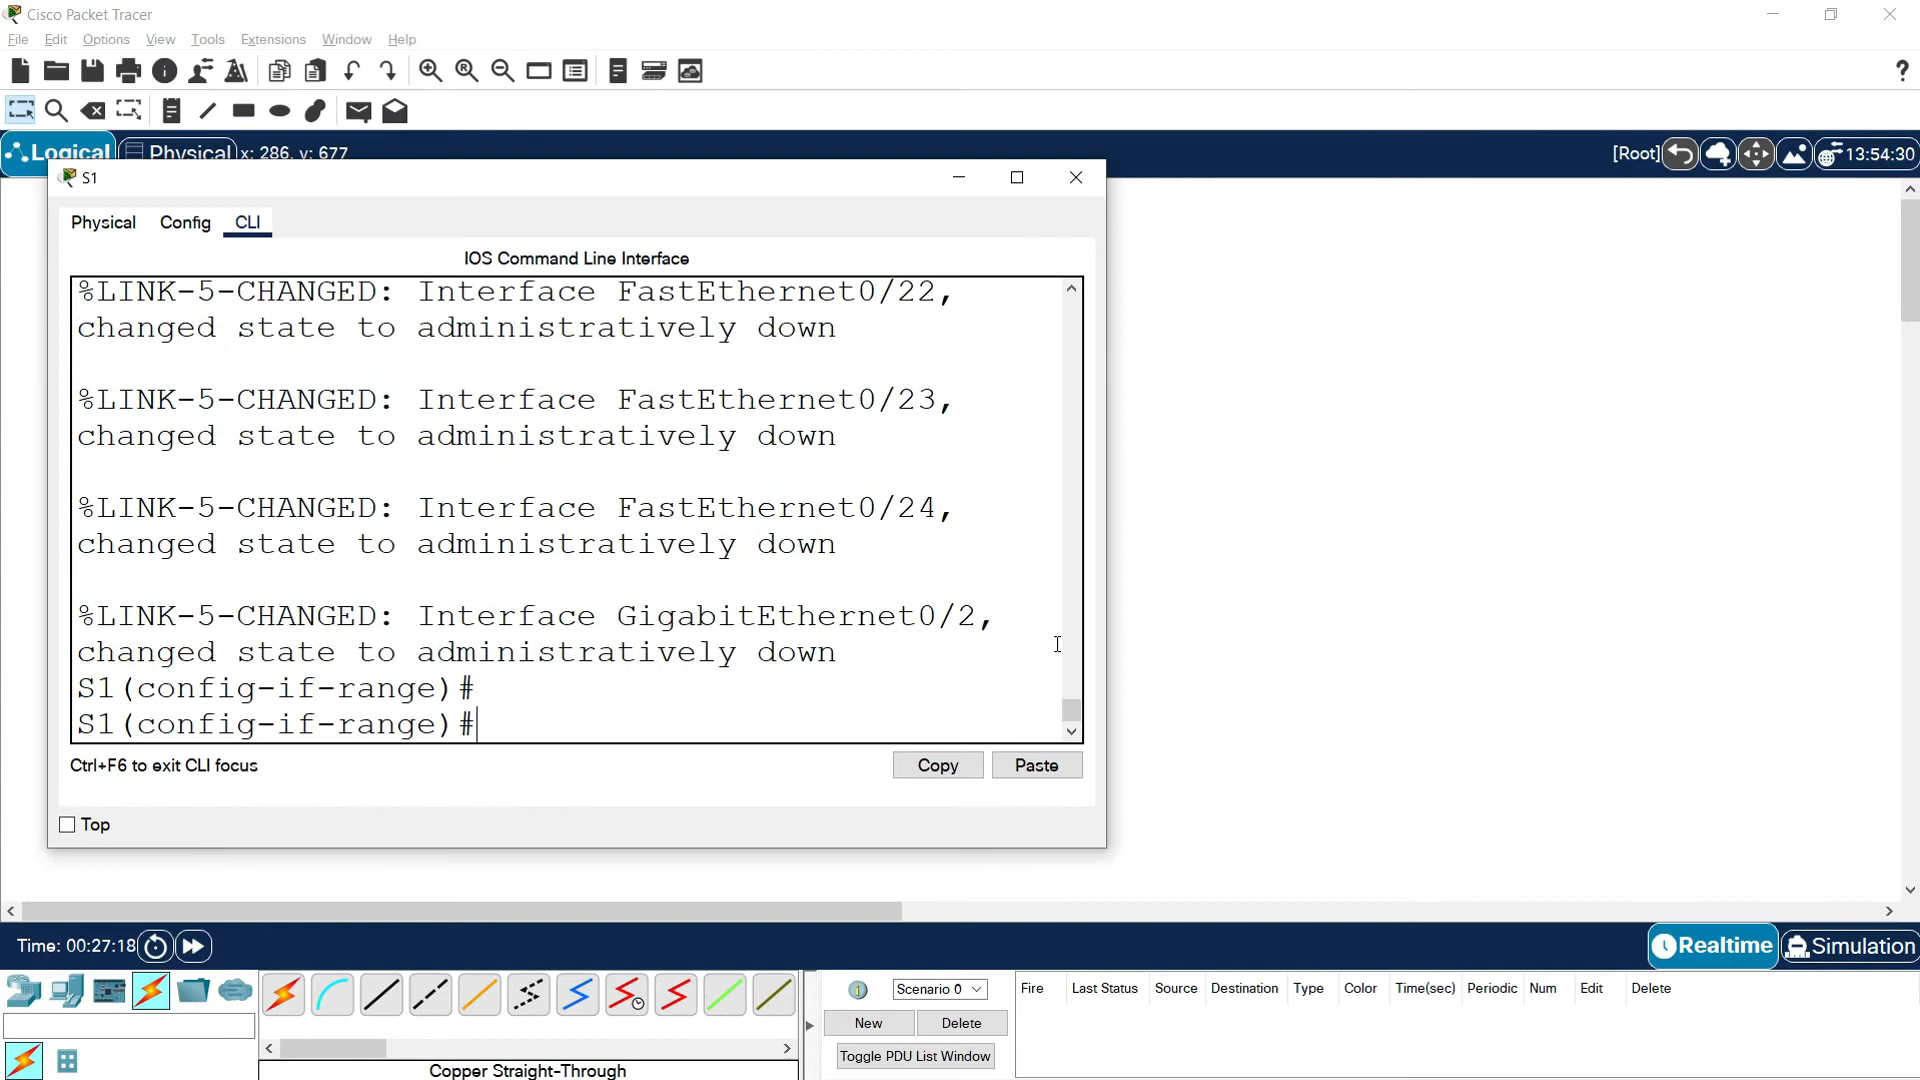 Cisco Packet Tracer
File Edit Options View Tools Extensions Window Help
?
Logical Physical x: 286, y: 677
[Root] 13:54:30
S1
Physical Config CLI
IOS Command Line Interface
%LINK-5-CHANGED: Interface FastEthernet0/22,
changed state to administratively down
%LINK-5-CHANGED: Interface FastEthernet0/23,
changed state to administratively down
%LINK-5-CHANGED: Interface FastEthernet0/24,
changed state to administratively down
%LINK-5-CHANGED: Interface GigabitEthernet0/2,
changed state to administratively down
S1(config-if-range)#
S1(config-if-range)#
Ctrl+F6 to exit CLI focus
Copy Paste
Top
Time: 00:27:18
Realtime Simulation
Scenario 0
Fire Last Status Source Destination Type Color Time(sec) Periodic Num Edit Delete
New Delete
Toggle PDU List Window
Copper Straight-Through